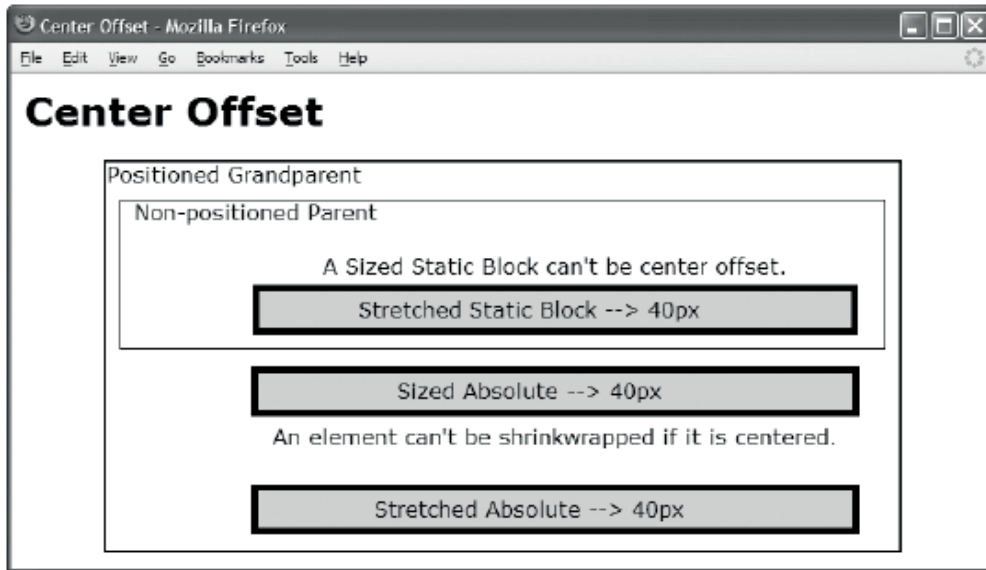 Center Offset - Mozilla Firefox
File Edit View Go Bookmarks Tools Help
Center Offset
Positioned Grandparent
Non-positioned Parent
A Sized Static Block can't be center offset.
Stretched Static Block --> 40px
Sized Absolute --> 40px
An element can't be shrinkwrapped if it is centered.
Stretched Absolute --> 40px